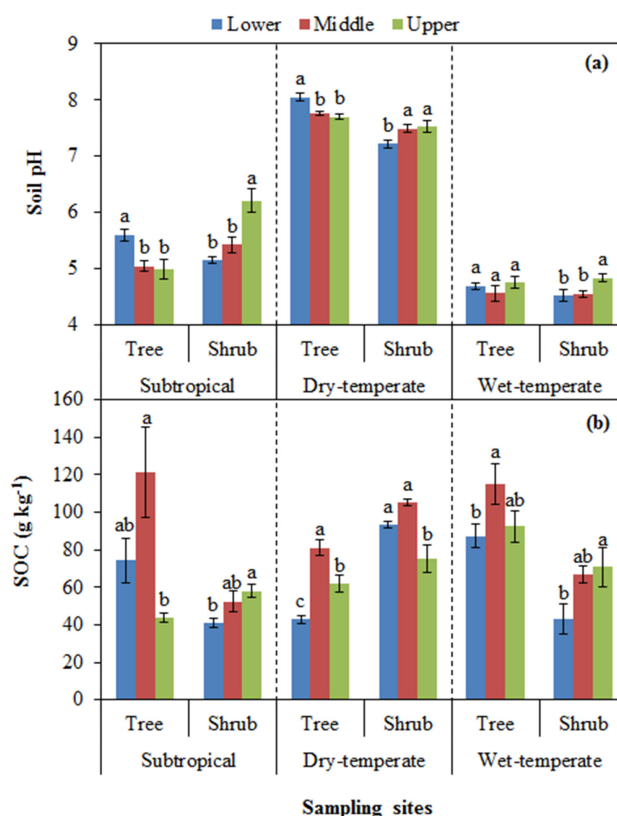 Lower Middle Upper
(a)
9
8
7
6
5
4
Soil pH
a b b b b a a b b b a a a a a b b a
Tree Shrub Tree Shrub Tree Shrub
Subtropical Dry-temperate Wet-temperate
(b)
160
140
120
100
80
60
40
20
0
SOC (g kg⁻¹)
ab a b b ab a c a b a a b b a ab b ab a
Tree Shrub Tree Shrub Tree Shrub
Subtropical Dry-temperate Wet-temperate
Sampling sites